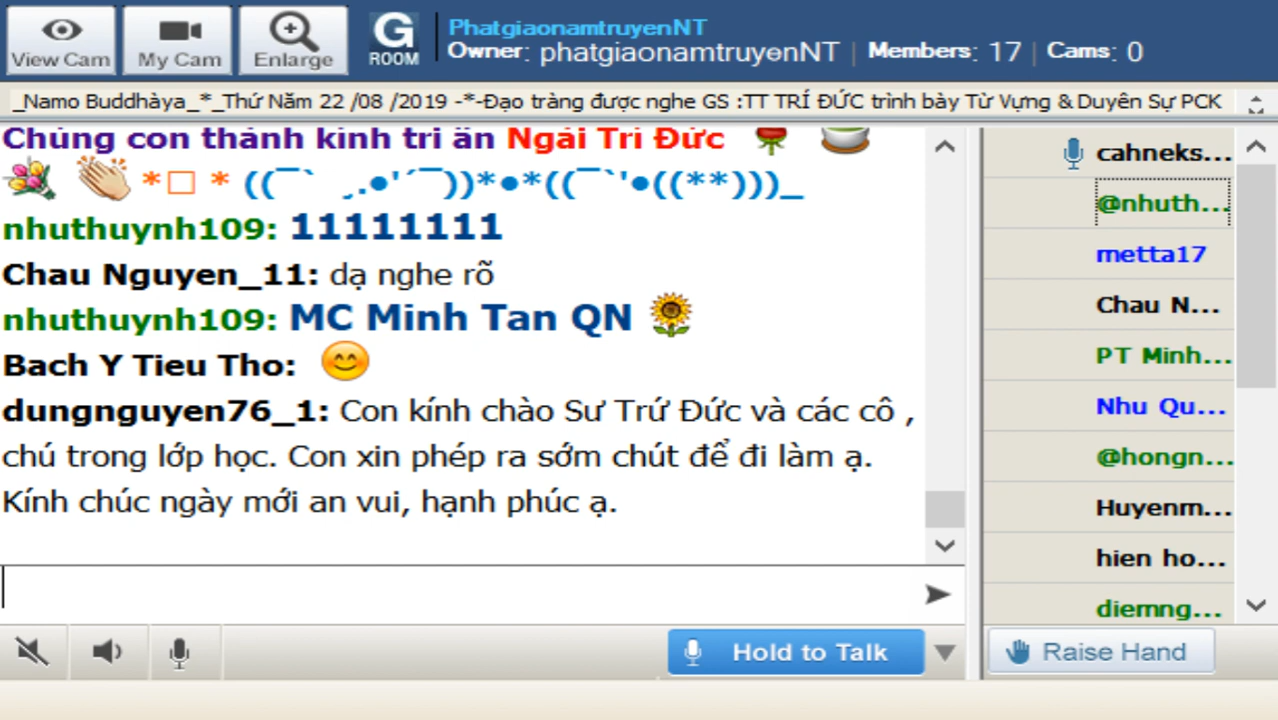 View Cam
My Cam
Enlarge
G
ROOM
PhatgiaonamtruyenNT
Owner: phatgiaonamtruyenNT | Members: 17 | Cams: 0
_Namo Buddhàya_*_Thứ Năm 22 /08 /2019 -*-Đạo tràng được nghe GS :TT TRÍ ĐỨC trình bày Từ Vựng & Duyên Sự PCK
Chúng con thành kính tri ân Ngài Trí Đức
*□ * ((¯` ¸.●'´¯))*●*((¯`'●((**)))_
nhuthuynh109: 11111111
Chau Nguyen_11: dạ nghe rõ
nhuthuynh109: MC Minh Tan QN
Bach Y Tieu Tho:
dungnguyen76_1: Con kính chào Sư Trứ Đức và các cô ,
chú trong lớp học. Con xin phép ra sớm chút để đi làm ạ.
Kính chúc ngày mới an vui, hạnh phúc ạ.
Hold to Talk
cahneks...
@nhuth...
metta17
Chau N...
PT Minh...
Nhu Qu...
@hongn...
Huyenm...
hien ho...
diemng...
Raise Hand